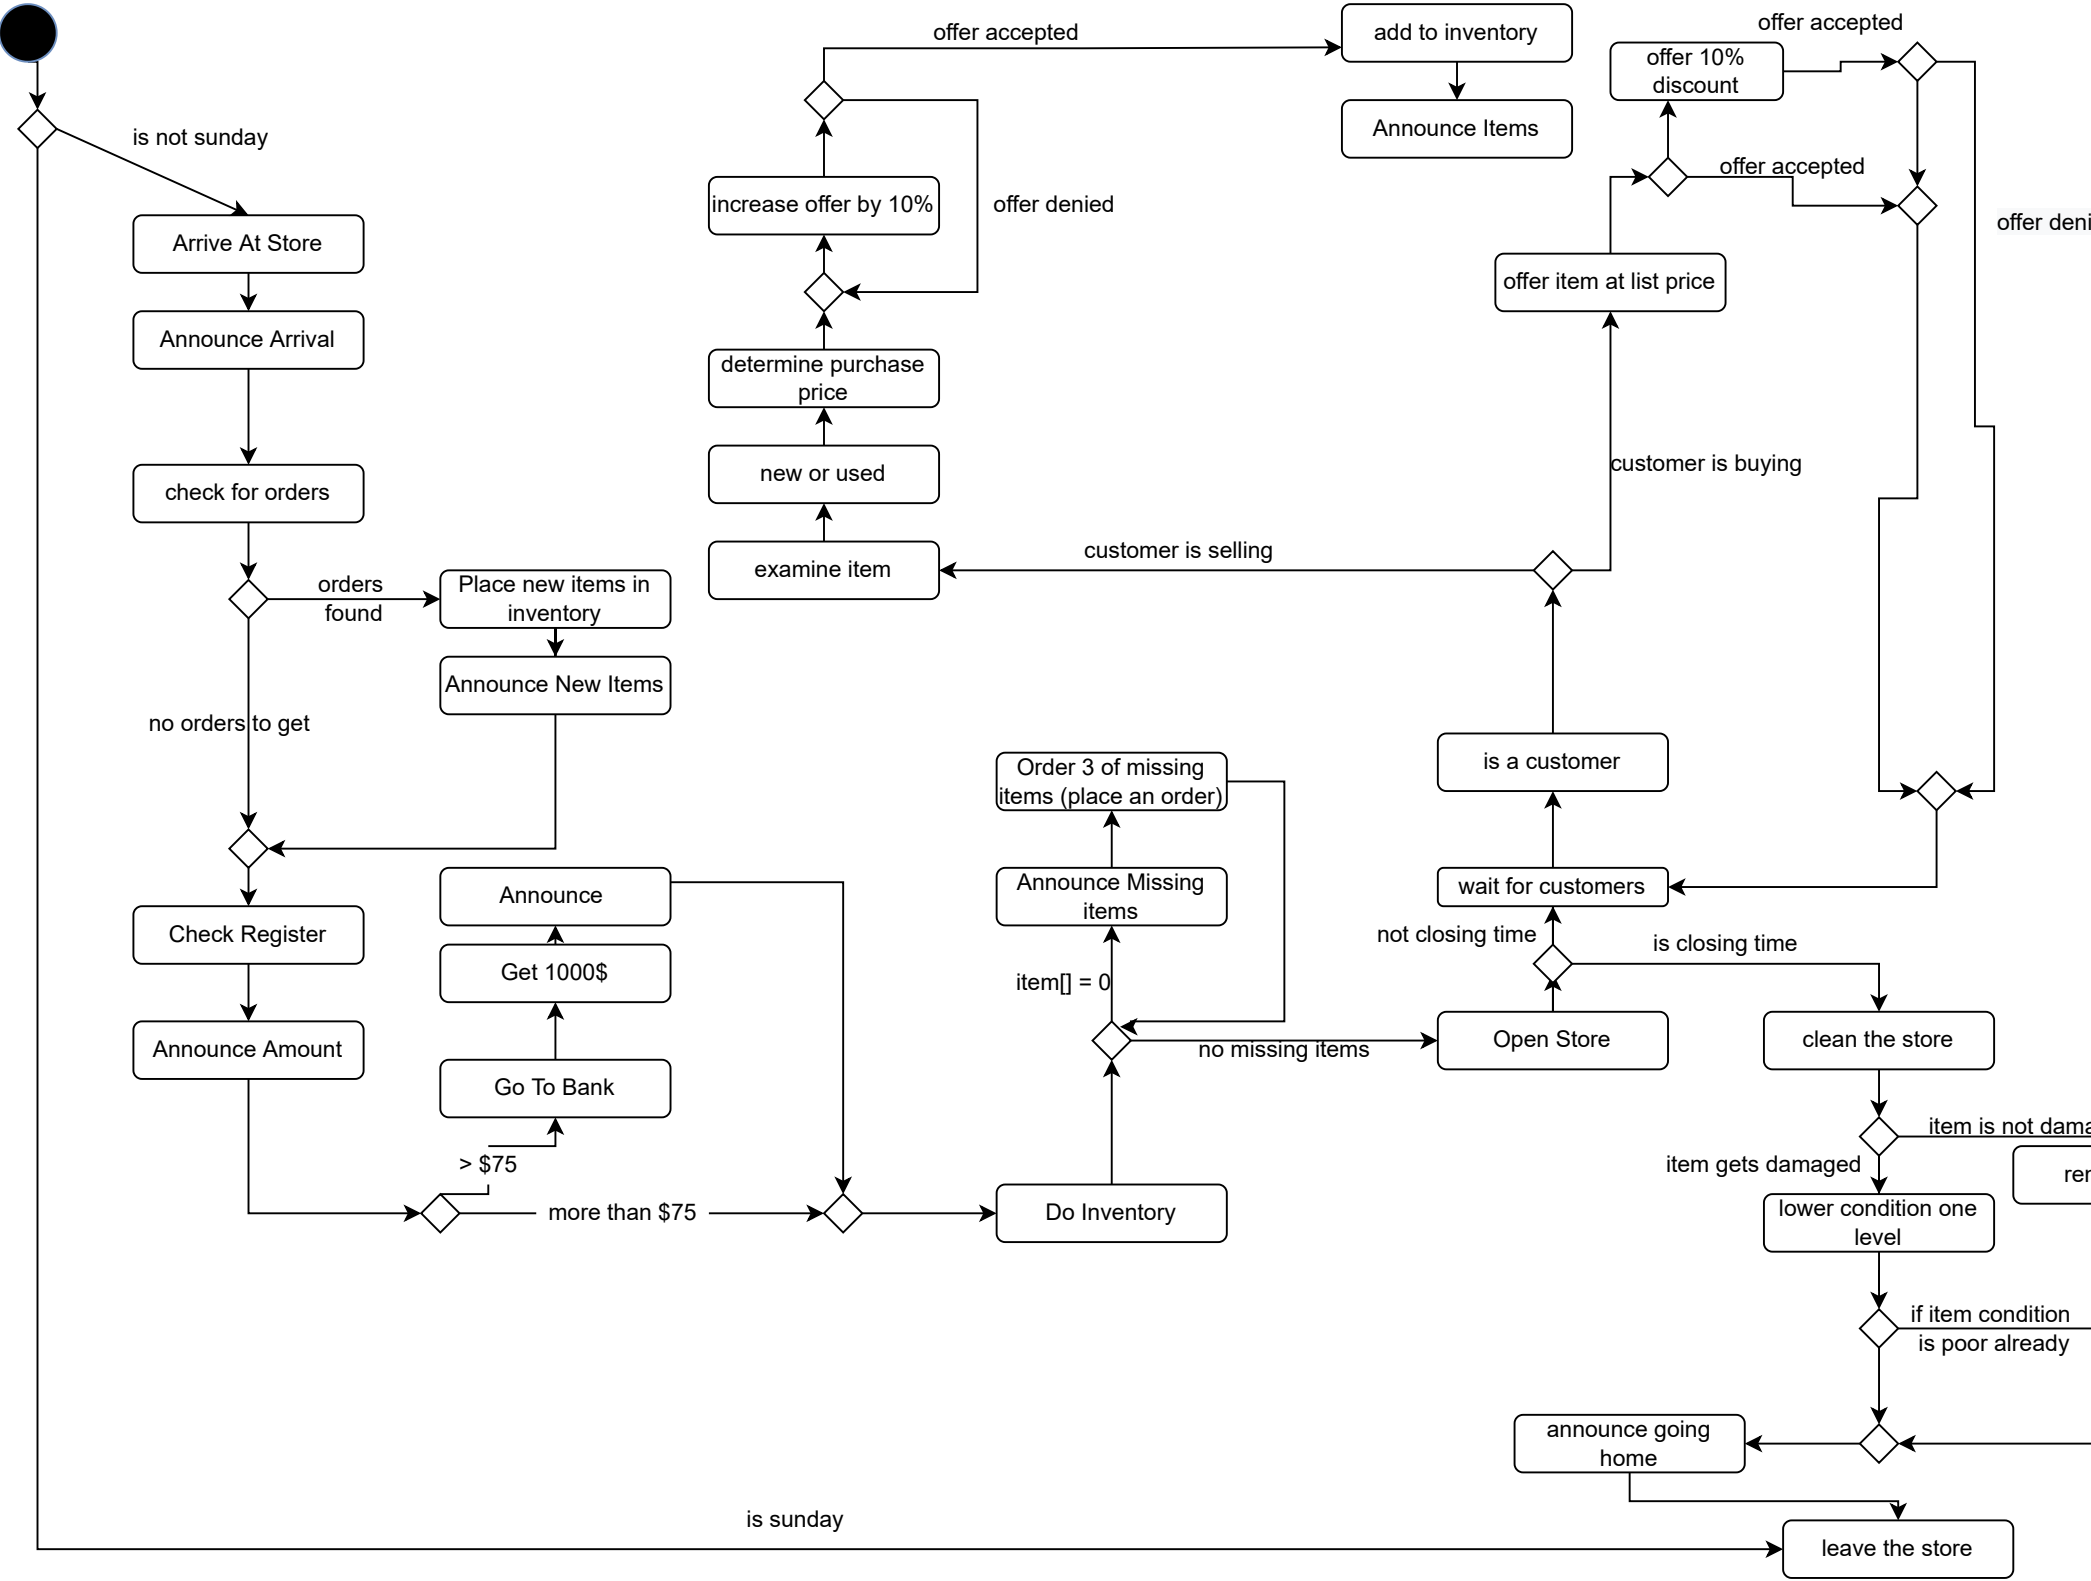 offer accepted
add to inventory
offer accepted
offer 10%
discount
Announce Items
is not sunday
offer accepted
increase offer by 10%
offer denied
offer deni
Arrive At Store
offer item at list price
Announce Arrival
determine purchase
price
customer is buying
new or used
check for orders
customer is selling
examine item
orders
found
Place new items in
inventory
Announce New Items
no orders to get
is a customer
Order 3 of missing
items (place an order)
Announce
Announce Missing
items
wait for customers
Check Register
not closing time
is closing time
Get 1000$
item[] = 0
Announce Amount
no missing items
Open Store
clean the store
Go To Bank
item is not dama
> $75
item gets damaged
rer
more than $75
Do Inventory
lower condition one
level
if item condition
is poor already
announce going
home
is sunday
leave the store